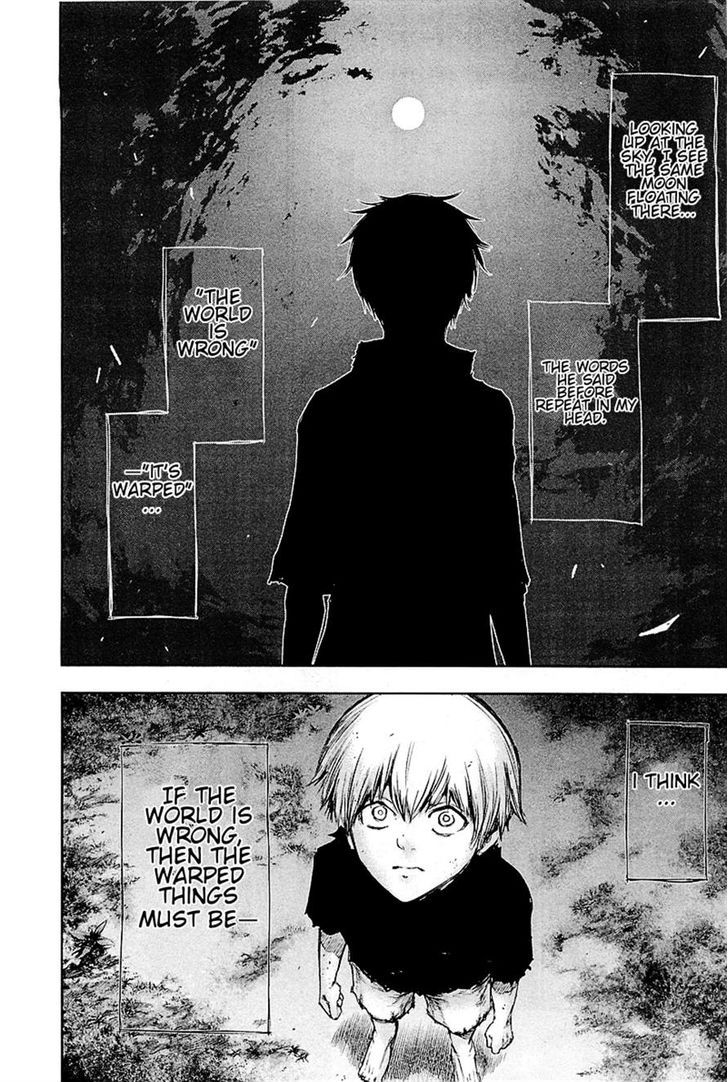 LOOKING
UP AT THE
SKY, I SEE
THE SAME
MOON
FLOATING
THERE...
THE WORDS
HE SAID
BEFORE
REPEAT IN MY
HEAD.
"THE
WORLD
IS
WRONG"
—"IT'S
WARPED"
...
I THINK
...
IF THE
WORLD IS
WRONG,
THEN THE
WARPED
THINGS
MUST BE—